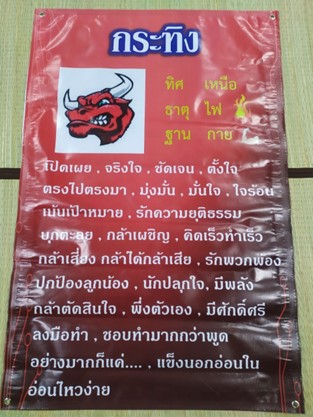 กระทิง
ทิศ เหนือ
ธาตุ ไฟ
ฐาน กาย
เปิดเผย , จริงใจ , ชัดเจน , ตั้งใจ
ตรงไปตรงมา , มุ่งมั่น , มั่นใจ , ใจร้อน
เน้นเป้าหมาย , รักความยุติธรรม
บุกตะลุย , กล้าเผชิญ , คิดเร็วทำเร็ว
กล้าเสี่ยง กล้าได้กล้าเสีย , รักพวกพ้อง
ปกป้องลูกน้อง , นักปลุกใจ , มีพลัง
กล้าตัดสินใจ , พึ่งตัวเอง , มีศักดิ์ศรี
ลงมือทำ , ชอบทำมากกว่าพูด
อย่างมากก็แค่.... , แข็งนอกอ่อนใน
อ่อนไหวง่าย